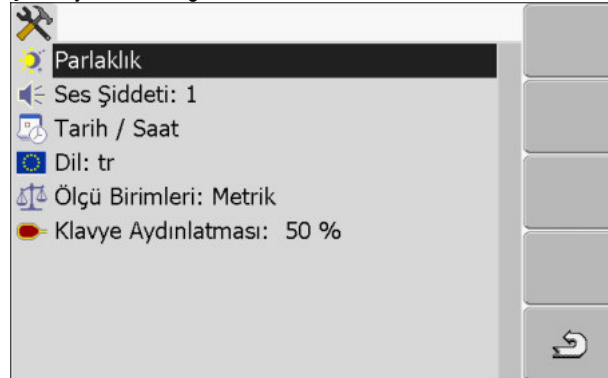 Parlaklık
Ses Şiddeti: 1
Tarih / Saat
Dil: tr
Ölçü Birimleri: Metrik
Klavye Aydınlatması: 50 %